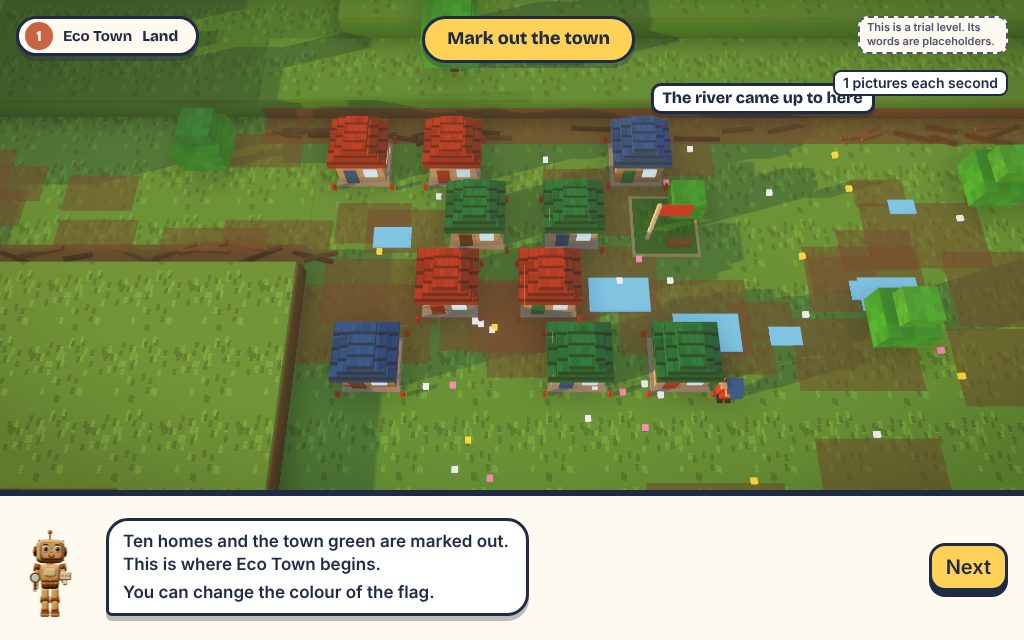 1 Eco Town Land
Mark out the town
This is a trial level. Its
words are placeholders.
1 pictures each second
The river came up to here
Ten homes and the town green are marked out.
This is where Eco Town begins.
You can change the colour of the flag.
Next